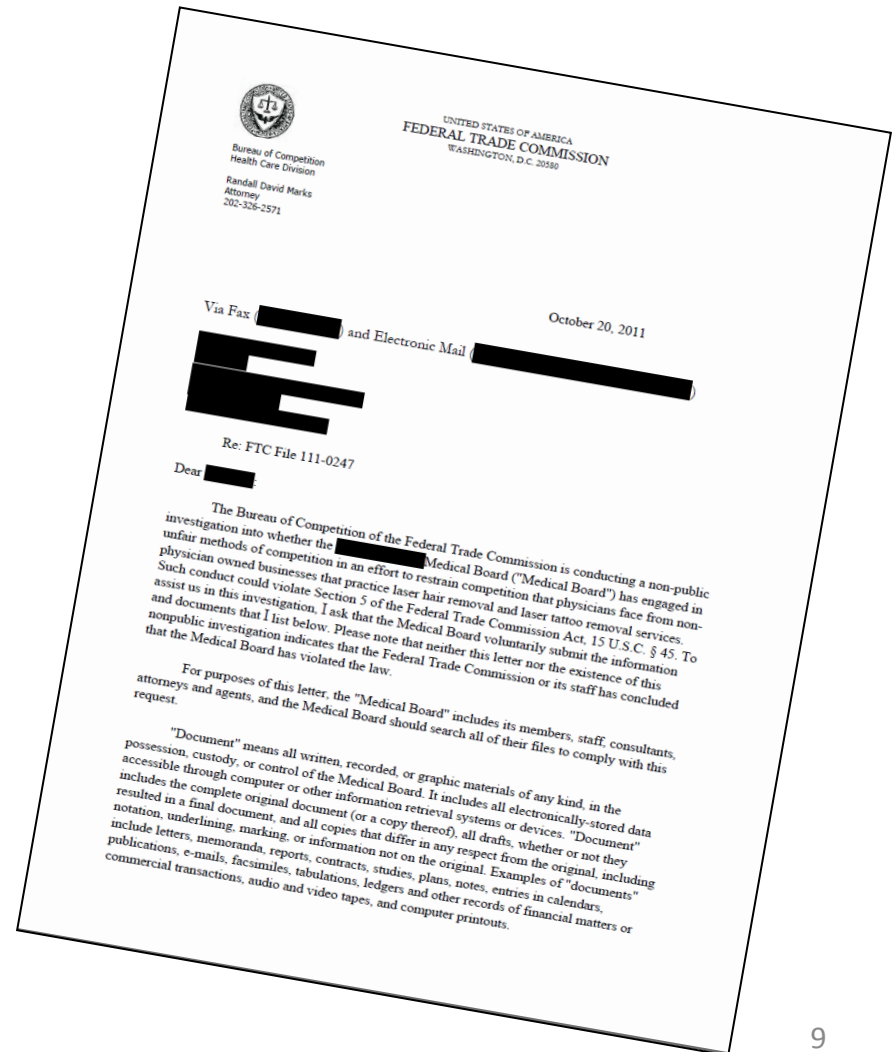 UNITED STATES OF AMERICA
FEDERAL TRADE COMMISSION
WASHINGTON, D.C. 20580
Bureau of Competition
Health Care Division
Randall David Marks
Attorney
202-326-2571
October 20, 2011
Via Fax ( ) and Electronic Mail ( )
Re: FTC File 111-0247
Dear :
The Bureau of Competition of the Federal Trade Commission is conducting a non-public
investigation into whether the Medical Board ("Medical Board") has engaged in
unfair methods of competition in an effort to restrain competition that physicians face from non-
physician owned businesses that practice laser hair removal and laser tattoo removal services.
Such conduct could violate Section 5 of the Federal Trade Commission Act, 15 U.S.C. § 45. To
assist us in this investigation, I ask that the Medical Board voluntarily submit the information
and documents that I list below. Please note that neither this letter nor the existence of this
nonpublic investigation indicates that the Federal Trade Commission or its staff has concluded
that the Medical Board has violated the law.
For purposes of this letter, the "Medical Board" includes its members, staff, consultants,
attorneys and agents, and the Medical Board should search all of their files to comply with this
request.
"Document" means all written, recorded, or graphic materials of any kind, in the
possession, custody, or control of the Medical Board. It includes all electronically-stored data
accessible through computer or other information retrieval systems or devices. "Document"
includes the complete original document (or a copy thereof), all drafts, whether or not they
resulted in a final document, and all copies that differ in any respect from the original, including
notation, underlining, marking, or information not on the original. Examples of "documents"
include letters, memoranda, reports, contracts, studies, plans, notes, entries in calendars,
publications, e-mails, facsimiles, tabulations, ledgers and other records of financial matters or
commercial transactions, audio and video tapes, and computer printouts.
9